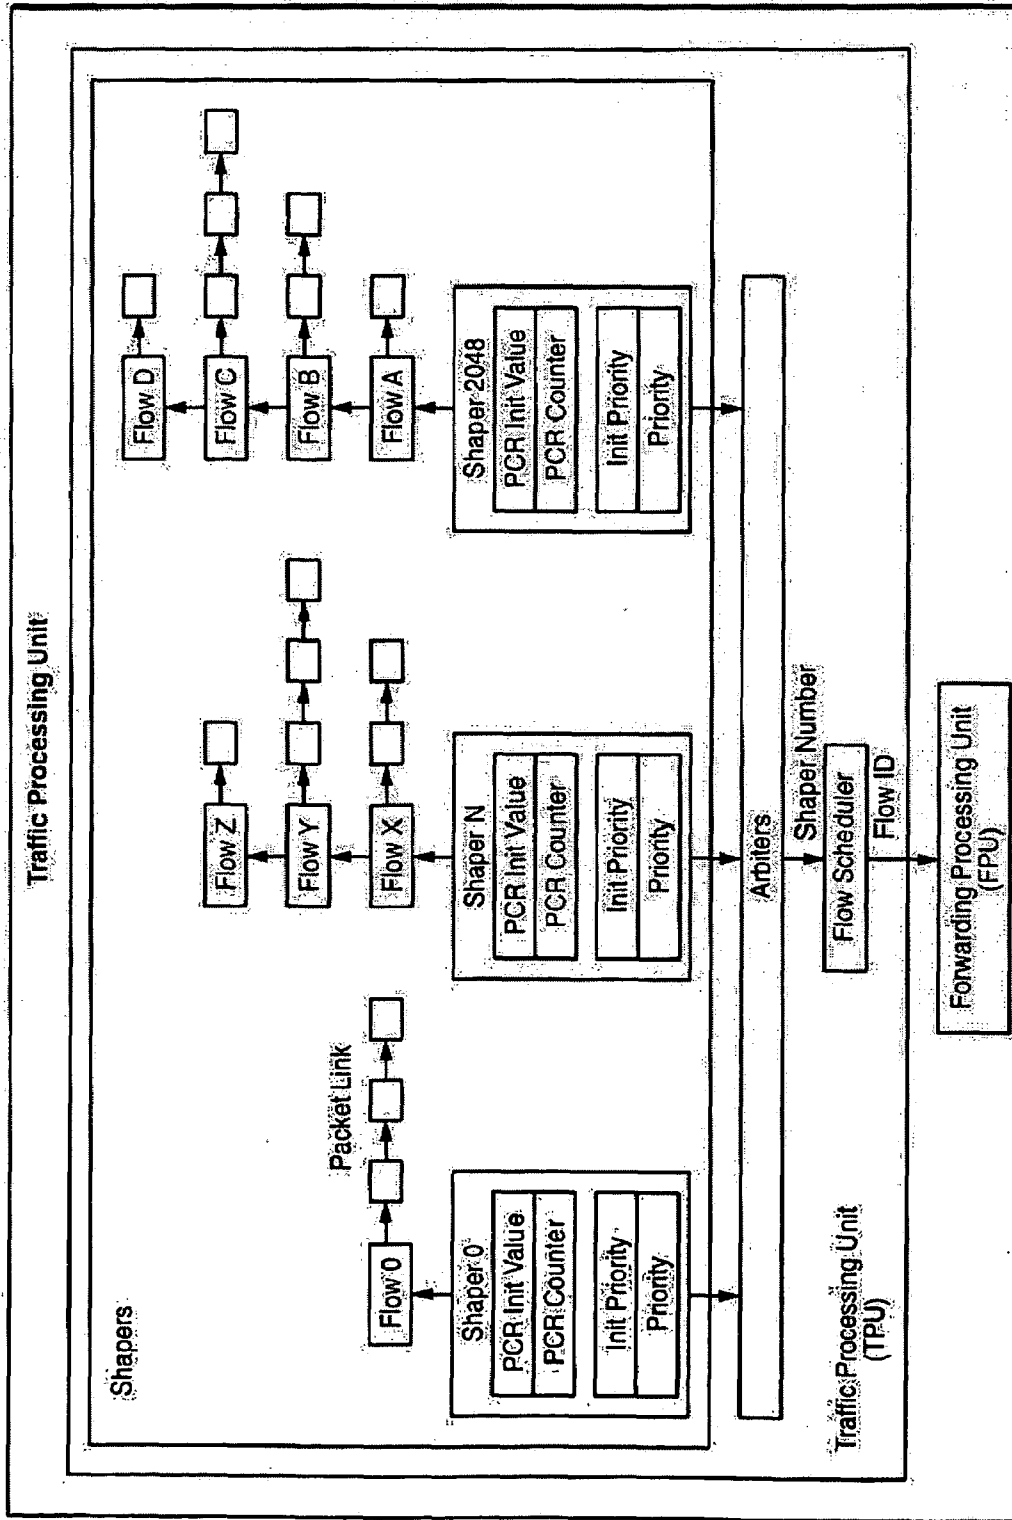 Traffic Processing Unit
Shapers
Packet Link
Flow 0
Shaper 0
PCR Init Value
PCR Counter
Init Priority
Priority
Flow Z
Flow Y
Flow X
Shaper N
PCR Init Value
PCR Counter
Init Priority
Priority
Flow D
Flow C
Flow B
Flow A
Shaper 2048
PCR Init Value
PCR Counter
Init Priority
Priority
Arbiters
Shaper Number
Flow Scheduler
Flow ID
Traffic Processing Unit
(TPU)
Forwarding Processing Unit
(FPU)